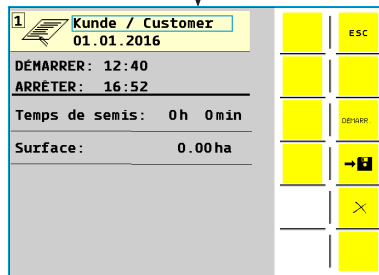 1
Kunde / Customer
01.01.2016
ESC
DÉMARRER: 12:40
ARRÊTER: 16:52
Temps de semis: 0h 0min
DÉMARR.
Surface: 0.00ha